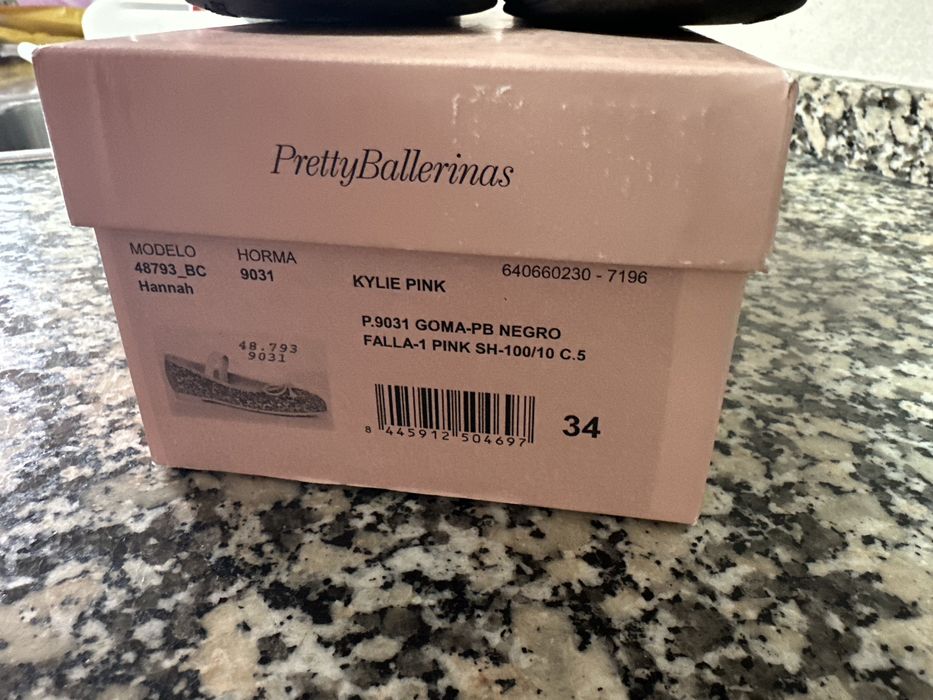 PrettyBallerinas
MODELO HORMA
48793_BC 9031
Hannah
KYLIE PINK
640660230 - 7196
P.9031 GOMA-PB NEGRO
FALLA-1 PINK SH-100/10 C.5
48.793
9031
8 445912 504697
34